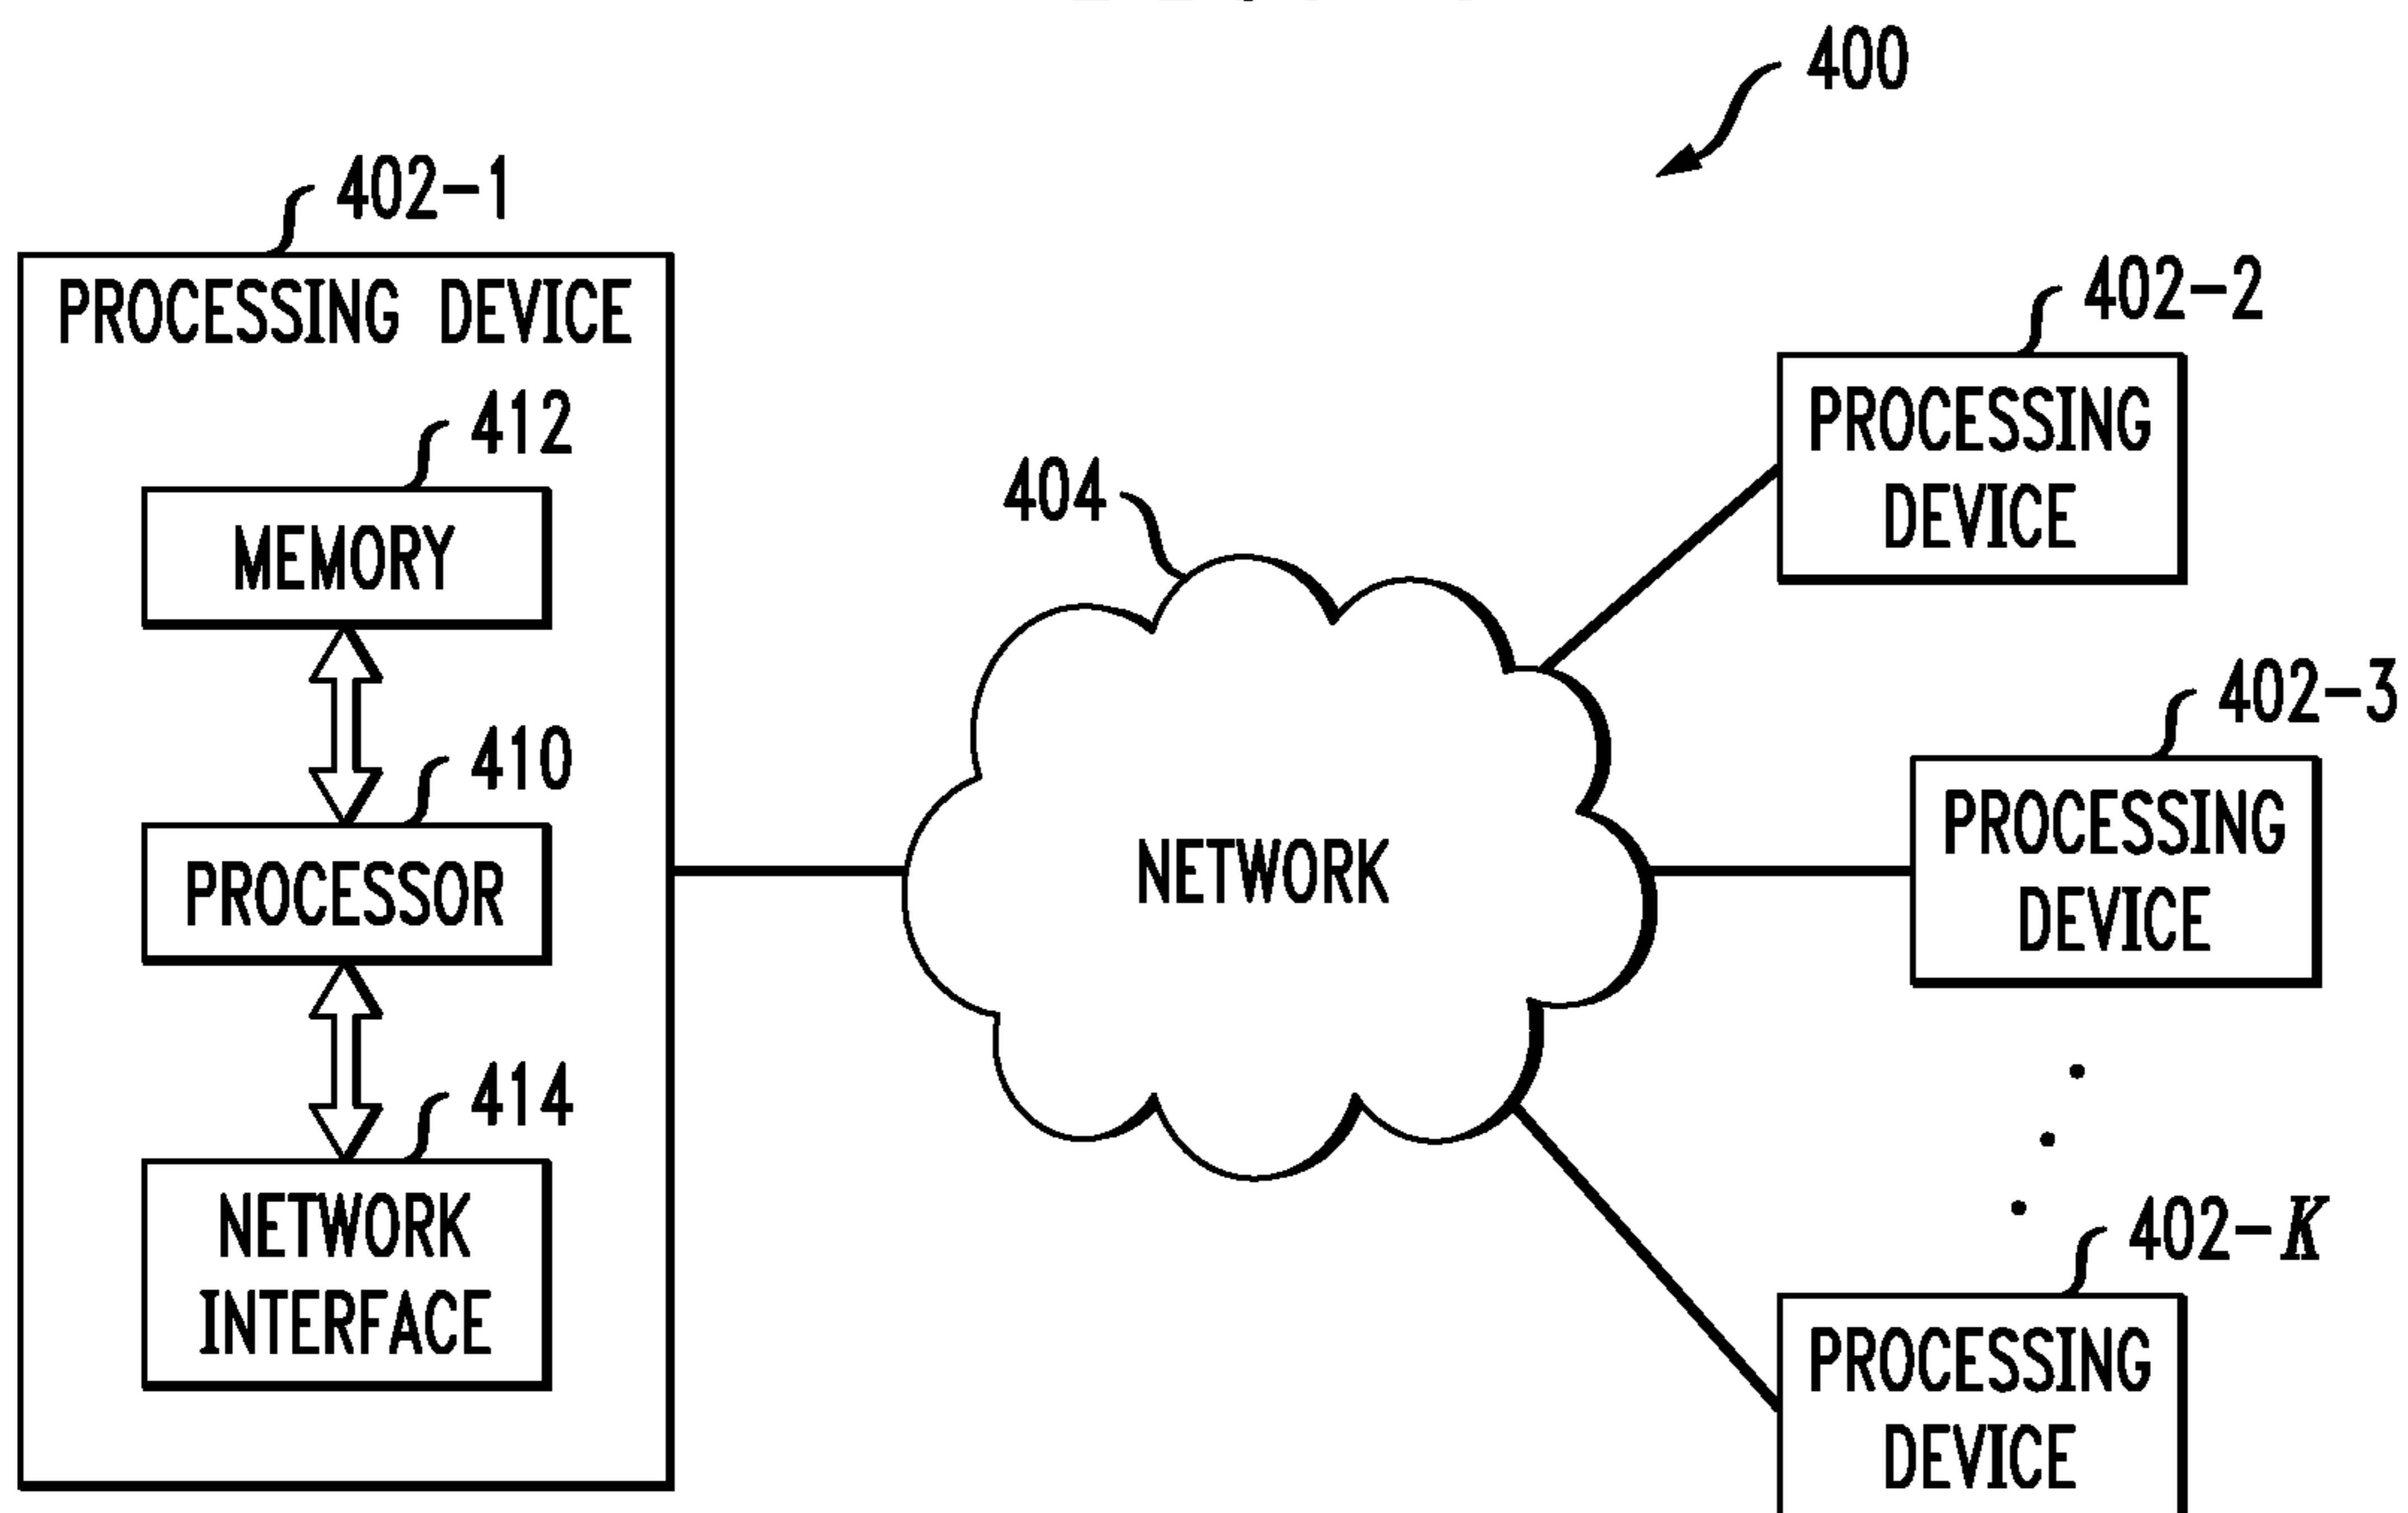 400
402-1
PROCESSING DEVICE
412
MEMORY
410
PROCESSOR
414
NETWORK
INTERFACE
404
NETWORK
402-2
PROCESSING
DEVICE
402-3
PROCESSING
DEVICE
402-K
PROCESSING
DEVICE